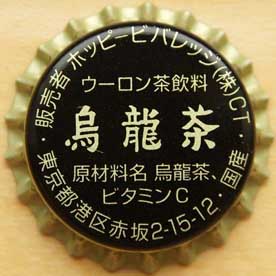 販売者 ホッピービバレッジ(株)CT・
ウーロン茶飲料
烏龍茶
原材料名 烏龍茶、
ビタミンC
東京都港区赤坂2-15-12・国産・